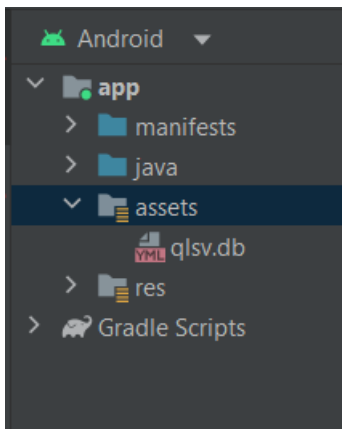 Android
app
manifests
java
assets
YML qlsv.db
res
Gradle Scripts